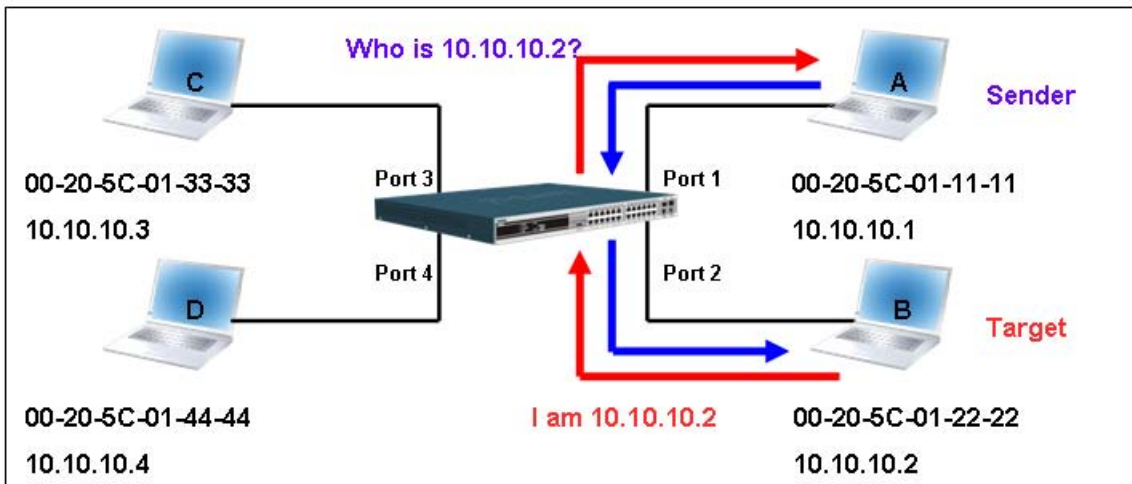 Who is 10.10.10.2?
C
A
Sender
00-20-5C-01-33-33
Port 3
Port 1
00-20-5C-01-11-11
10.10.10.3
10.10.10.1
Port 4
Port 2
D
B
Target
00-20-5C-01-44-44
I am 10.10.10.2
00-20-5C-01-22-22
10.10.10.4
10.10.10.2